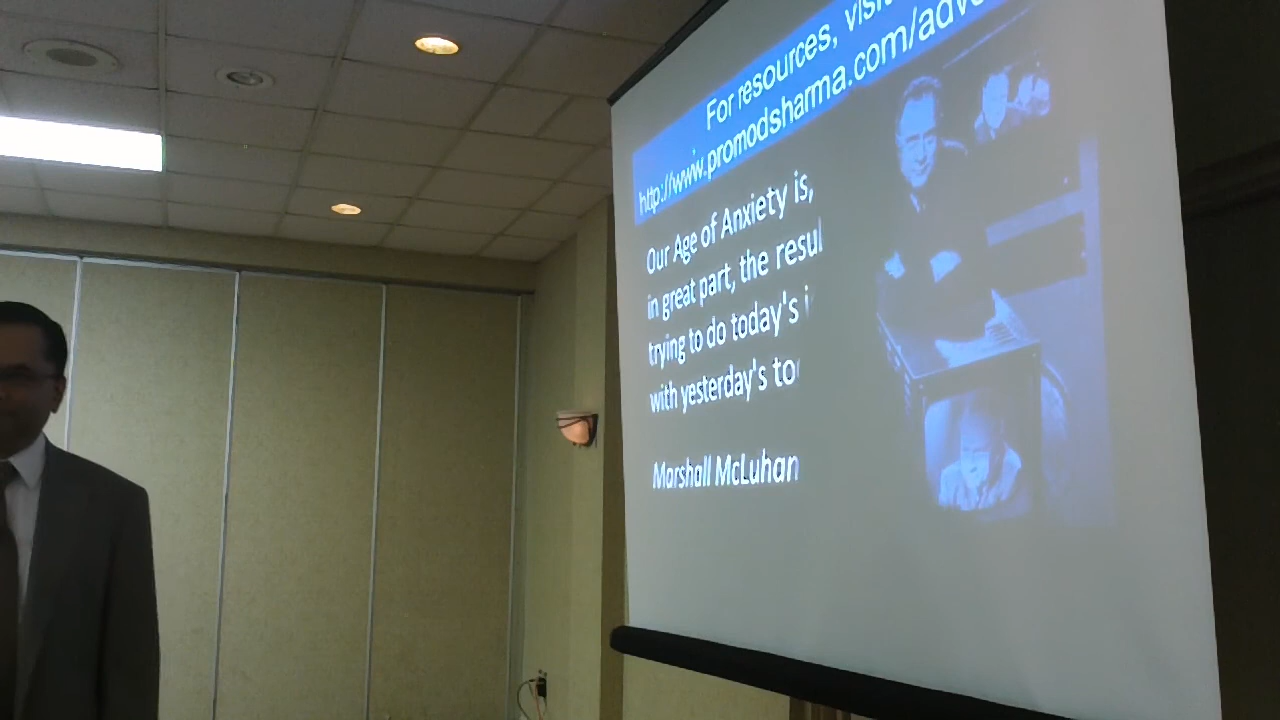 For resources, visi
http://www.promodsharma.com/adv
Our Age of Anxiety is,
in great part, the resul
trying to do today's i
with yesterday's to
Marshall McLuhan